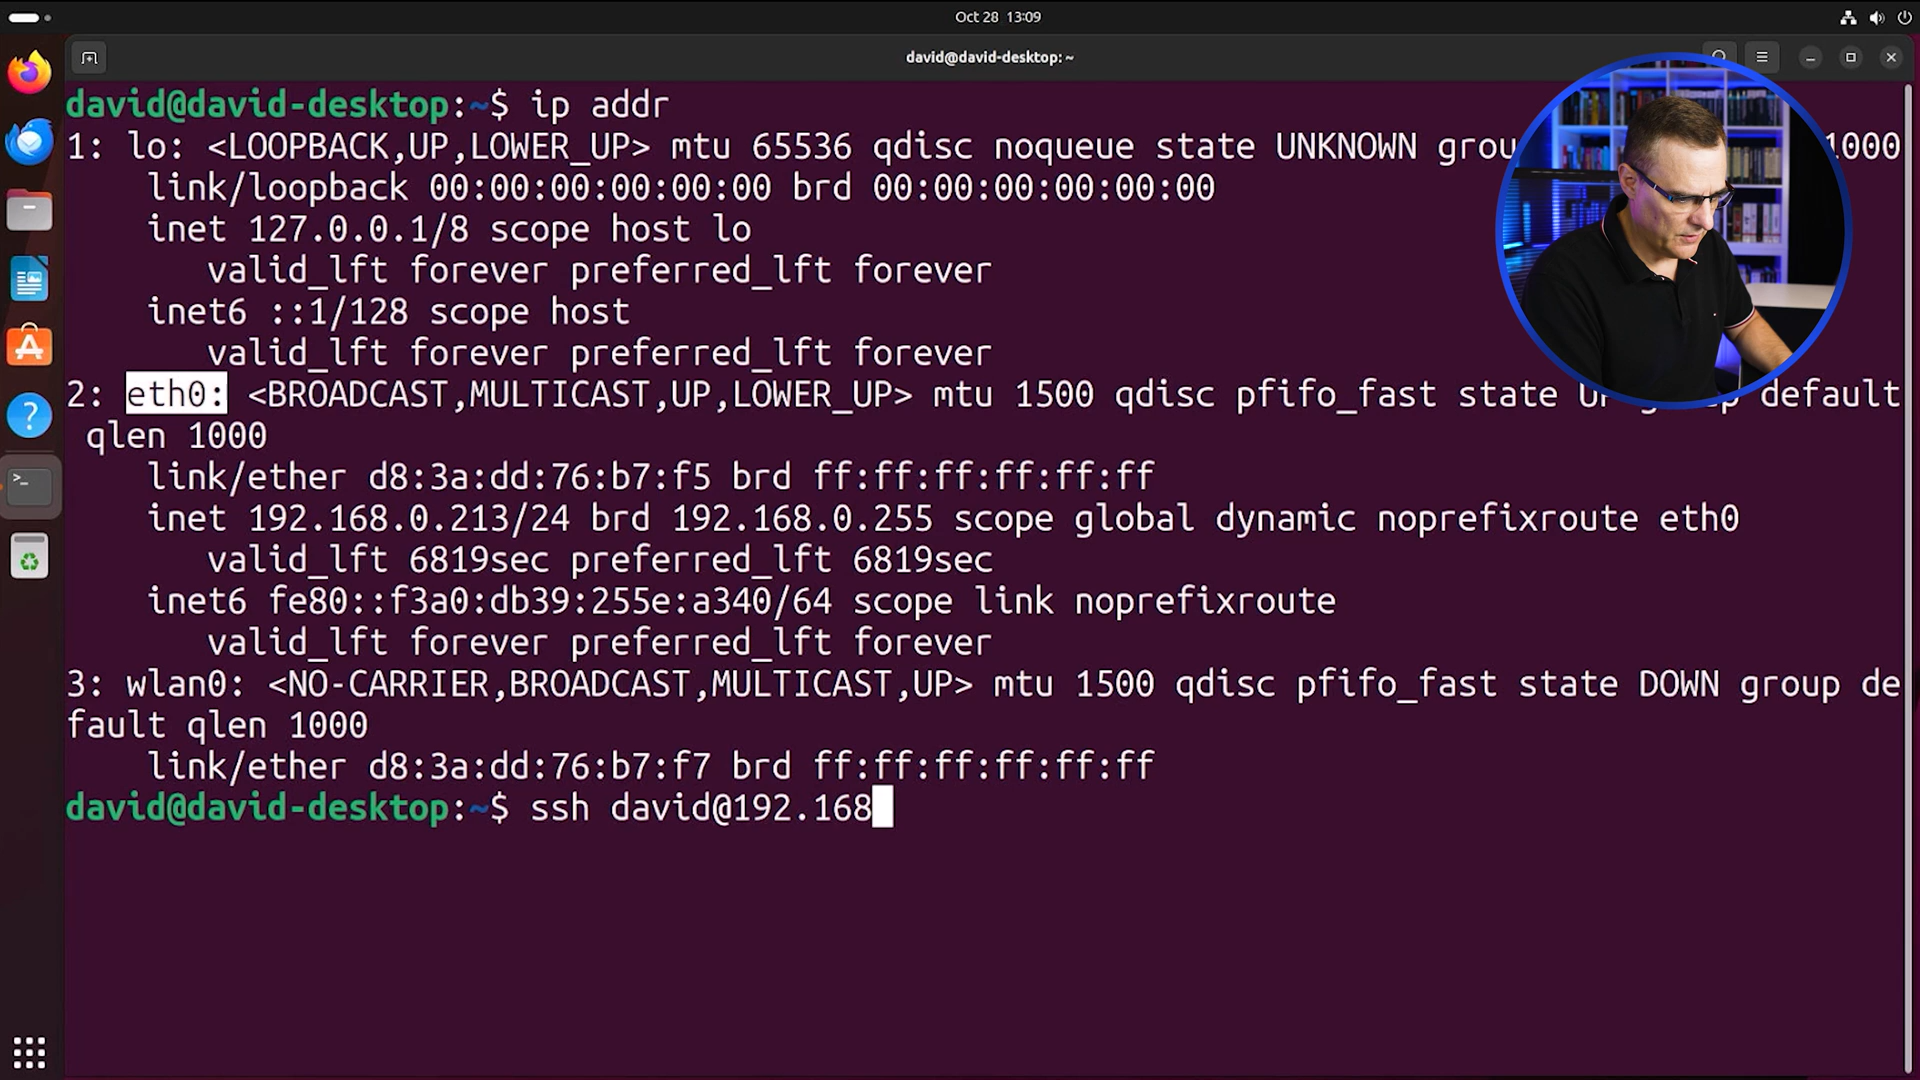 Oct 28 13:09
david@david-desktop: ~
david@david-desktop:~$ ip addr
1: lo: <LOOPBACK,UP,LOWER_UP> mtu 65536 qdisc noqueue state UNKNOWN grou 1000
link/loopback 00:00:00:00:00:00 brd 00:00:00:00:00:00
inet 127.0.0.1/8 scope host lo
valid_lft forever preferred_lft forever
inet6 ::1/128 scope host
valid_lft forever preferred_lft forever
2: eth0: <BROADCAST,MULTICAST,UP,LOWER_UP> mtu 1500 qdisc pfifo_fast state UP group default
qlen 1000
link/ether d8:3a:dd:76:b7:f5 brd ff:ff:ff:ff:ff:ff
inet 192.168.0.213/24 brd 192.168.0.255 scope global dynamic noprefixroute eth0
valid_lft 6819sec preferred_lft 6819sec
inet6 fe80::f3a0:db39:255e:a340/64 scope link noprefixroute
valid_lft forever preferred_lft forever
3: wlan0: <NO-CARRIER,BROADCAST,MULTICAST,UP> mtu 1500 qdisc pfifo_fast state DOWN group de
fault qlen 1000
link/ether d8:3a:dd:76:b7:f7 brd ff:ff:ff:ff:ff:ff
david@david-desktop:~$ ssh david@192.168